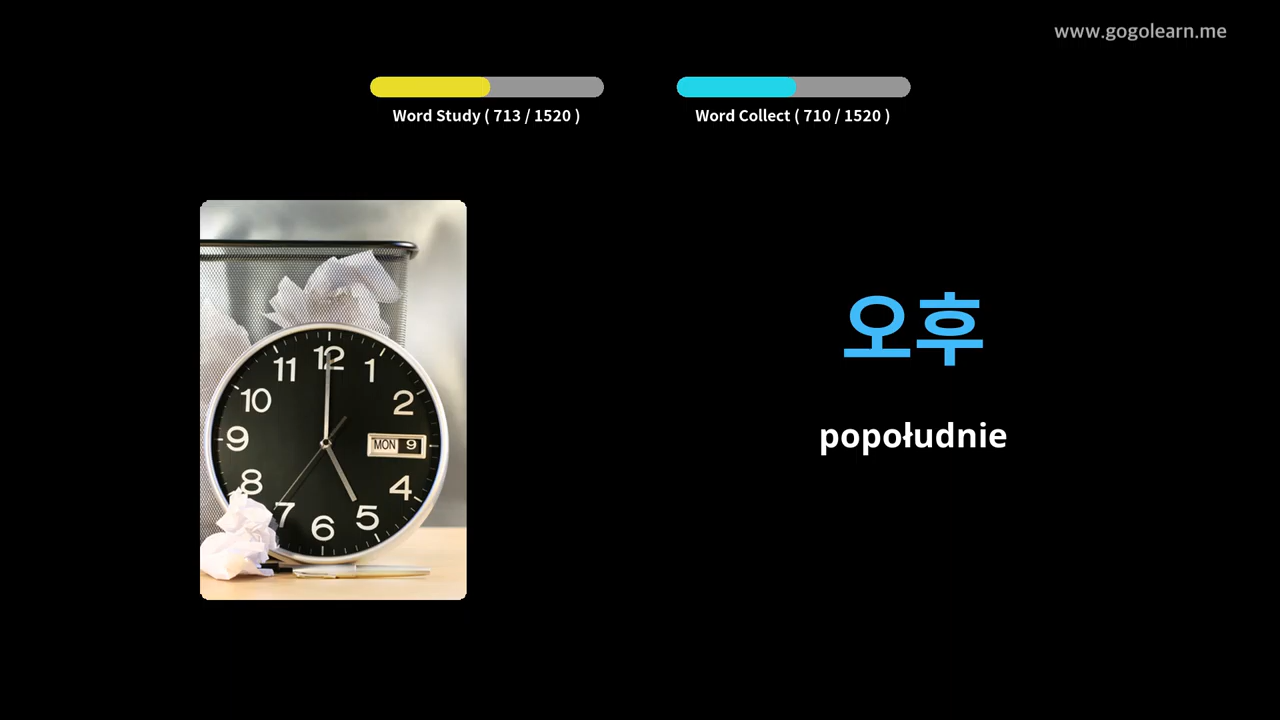 www.gogolearn.me
Word Study ( 713 / 1520 )
Word Collect ( 710 / 1520 )
12
11
1
10
2
9
MON 9
8
4
7
5
6
오후
popołudnie